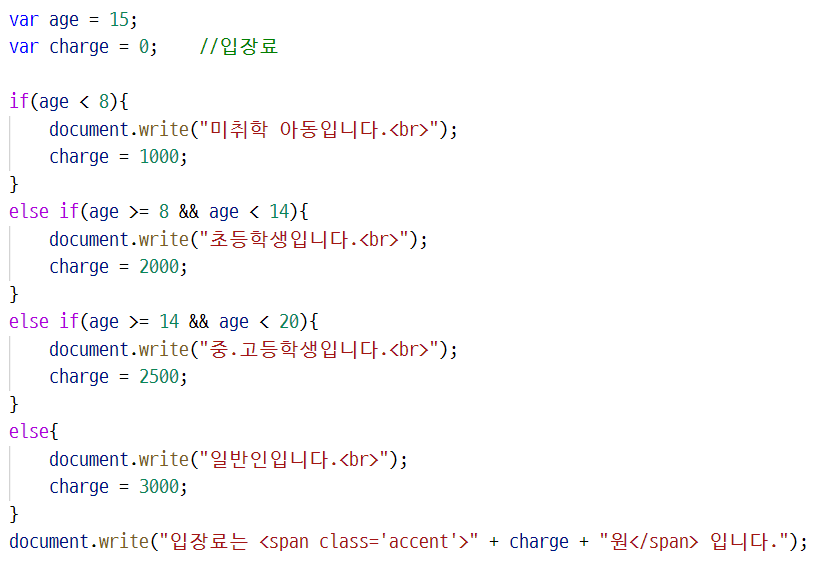 var age = 15;
var charge = 0;    //입장료
if(age < 8){
document.write("미취학 아동입니다.<br>");
charge = 1000;
}
else if(age >= 8 && age < 14){
document.write("초등학생입니다.<br>");
charge = 2000;
}
else if(age >= 14 && age < 20){
document.write("중.고등학생입니다.<br>");
charge = 2500;
}
else{
document.write("일반인입니다.<br>");
charge = 3000;
}
document.write("입장료는 <span class='accent'>" + charge + "원</span> 입니다.");